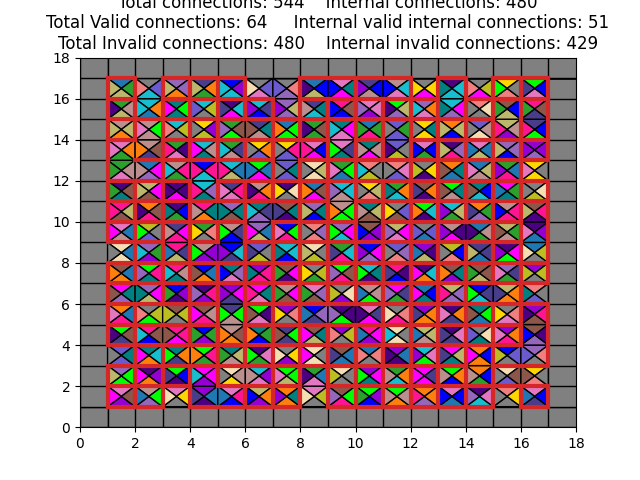 Total connections: 544    Internal connections: 480
Total Valid connections: 64    Internal valid internal connections: 51
Total Invalid connections: 480    Internal invalid connections: 429
18
16
14
12
10
8
6
4
2
0
0 2 4 6 8 10 12 14 16 18